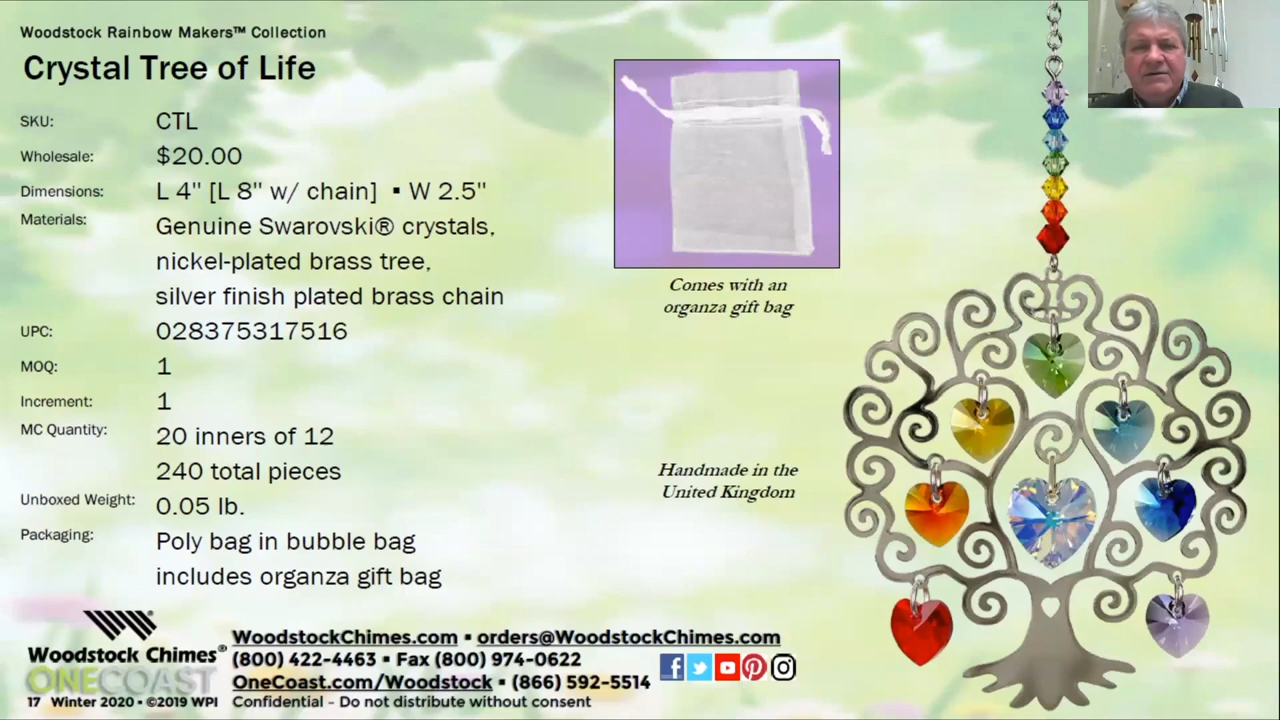 Woodstock Rainbow Makers™ Collection
Crystal Tree of Life
SKU: CTL
Wholesale: $20.00
Dimensions: L 4" [L 8" w/ chain] ▪ W 2.5"
Materials: Genuine Swarovski® crystals,
nickel-plated brass tree,
silver finish plated brass chain
UPC: 028375317516
MOQ: 1
Increment: 1
MC Quantity: 20 inners of 12
240 total pieces
Unboxed Weight: 0.05 lb.
Packaging: Poly bag in bubble bag
includes organza gift bag
Comes with an
organza gift bag
Handmade in the
United Kingdom
Woodstock Chimes®
ONECOAST
WoodstockChimes.com ▪ orders@WoodstockChimes.com
(800) 422-4463 ▪ Fax (800) 974-0622
OneCoast.com/Woodstock ▪ (866) 592-5514
17 Winter 2020 ▪ ©2019 WPI Confidential – Do not distribute without consent